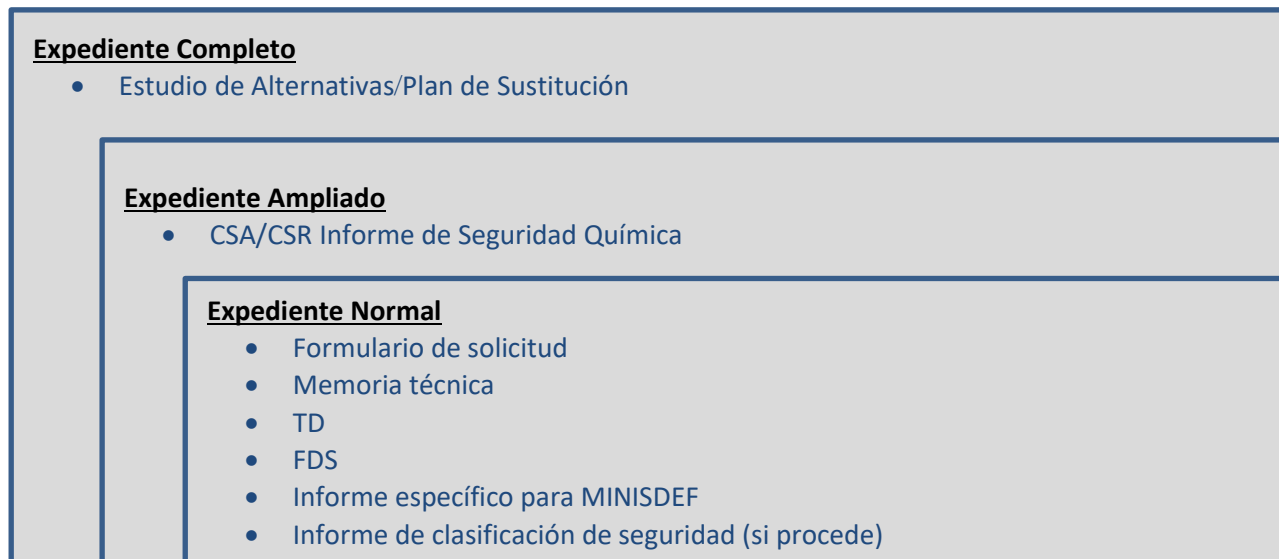 Expediente Completo
• Estudio de Alternativas/Plan de Sustitución
Expediente Ampliado
• CSA/CSR Informe de Seguridad Química
Expediente Normal
• Formulario de solicitud
• Memoria técnica
• TD
• FDS
• Informe específico para MINISDEF
• Informe de clasificación de seguridad (si procede)